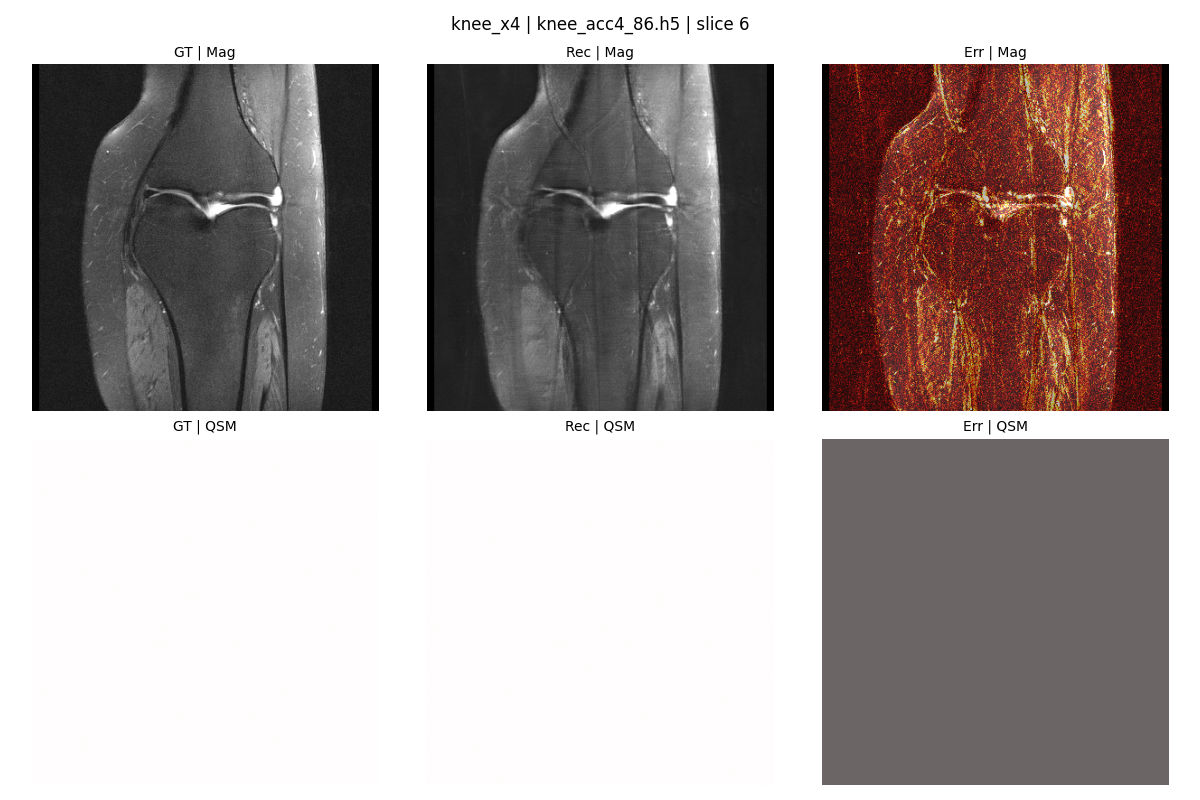 knee_x4 | knee_acc4_86.h5 | slice 6
GT | Mag
Rec | Mag
Err | Mag
GT | QSM
Rec | QSM
Err | QSM